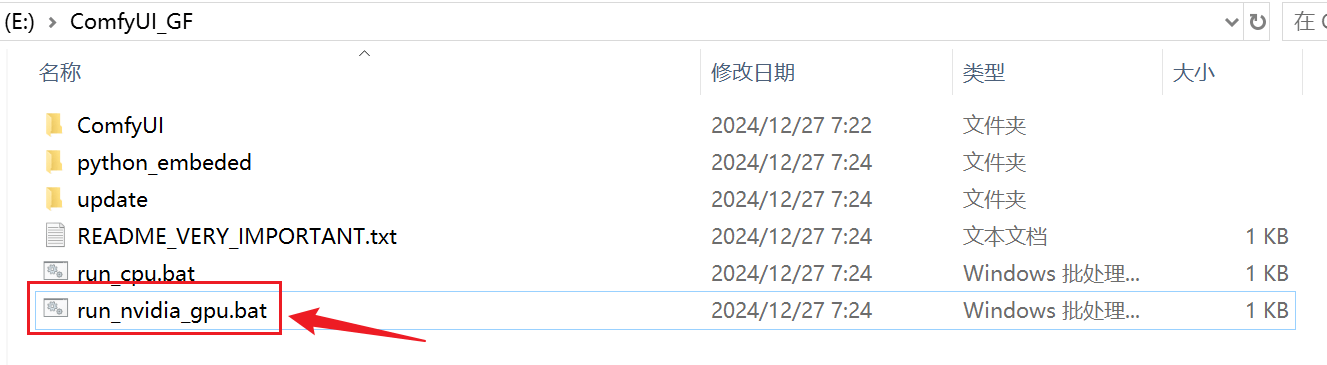 (E:) > ComfyUI_GF 在
名称 修改日期 类型 大小
ComfyUI 2024/12/27 7:22 文件夹
python_embeded 2024/12/27 7:24 文件夹
update 2024/12/27 7:24 文件夹
README_VERY_IMPORTANT.txt 2024/12/27 7:24 文本文档 1 KB
run_cpu.bat 2024/12/27 7:24 Windows 批处理... 1 KB
run_nvidia_gpu.bat 2024/12/27 7:24 Windows 批处理... 1 KB